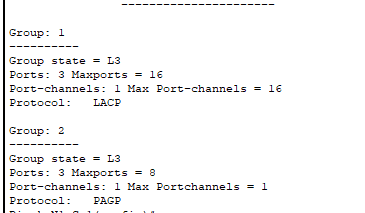 ----------------------
Group: 1
----------
Group state = L3
Ports: 3 Maxports = 16
Port-channels: 1 Max Port-channels = 16
Protocol:   LACP
Group: 2
----------
Group state = L3
Ports: 3 Maxports = 8
Port-channels: 1 Max Portchannels = 1
Protocol:   PAGP